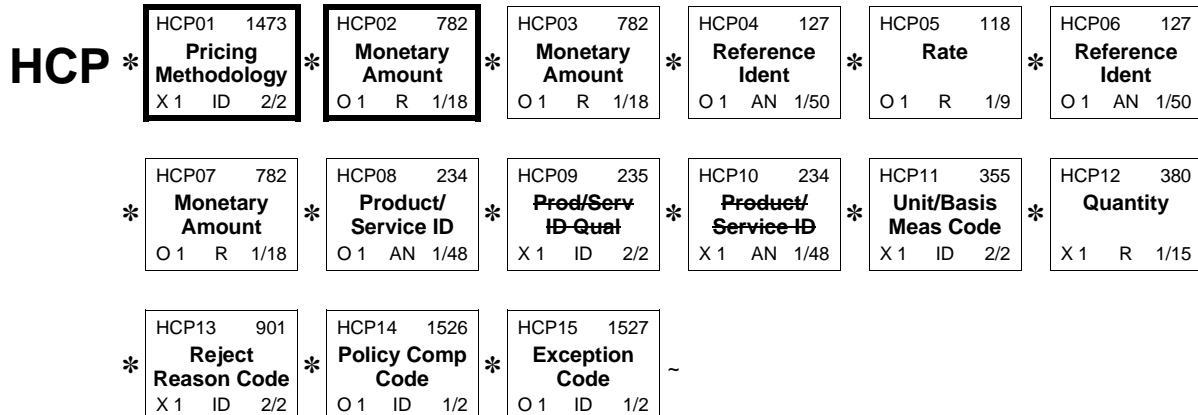 HCP * HCP01 1473 * HCP02 782 * HCP03 782 * HCP04 127 * HCP05 118 * HCP06 127
Pricing Monetary Monetary Reference Rate Reference
Methodology Amount Amount Ident Ident
X 1 ID 2/2 O 1 R 1/18 O 1 R 1/18 O 1 AN 1/50 O 1 R 1/9 O 1 AN 1/50
* HCP07 782 * HCP08 234 * HCP09 235 * HCP10 234 * HCP11 355 * HCP12 380
Monetary Product/ Prod/Serv Product/ Unit/Basis Quantity
Amount Service ID ID Qual Service ID Meas Code
O 1 R 1/18 O 1 AN 1/48 X 1 ID 2/2 X 1 AN 1/48 X 1 ID 2/2 X 1 R 1/15
* HCP13 901 * HCP14 1526 * HCP15 1527 ~
Reject Policy Comp Exception
Reason Code Code Code
X 1 ID 2/2 O 1 ID 1/2 O 1 ID 1/2